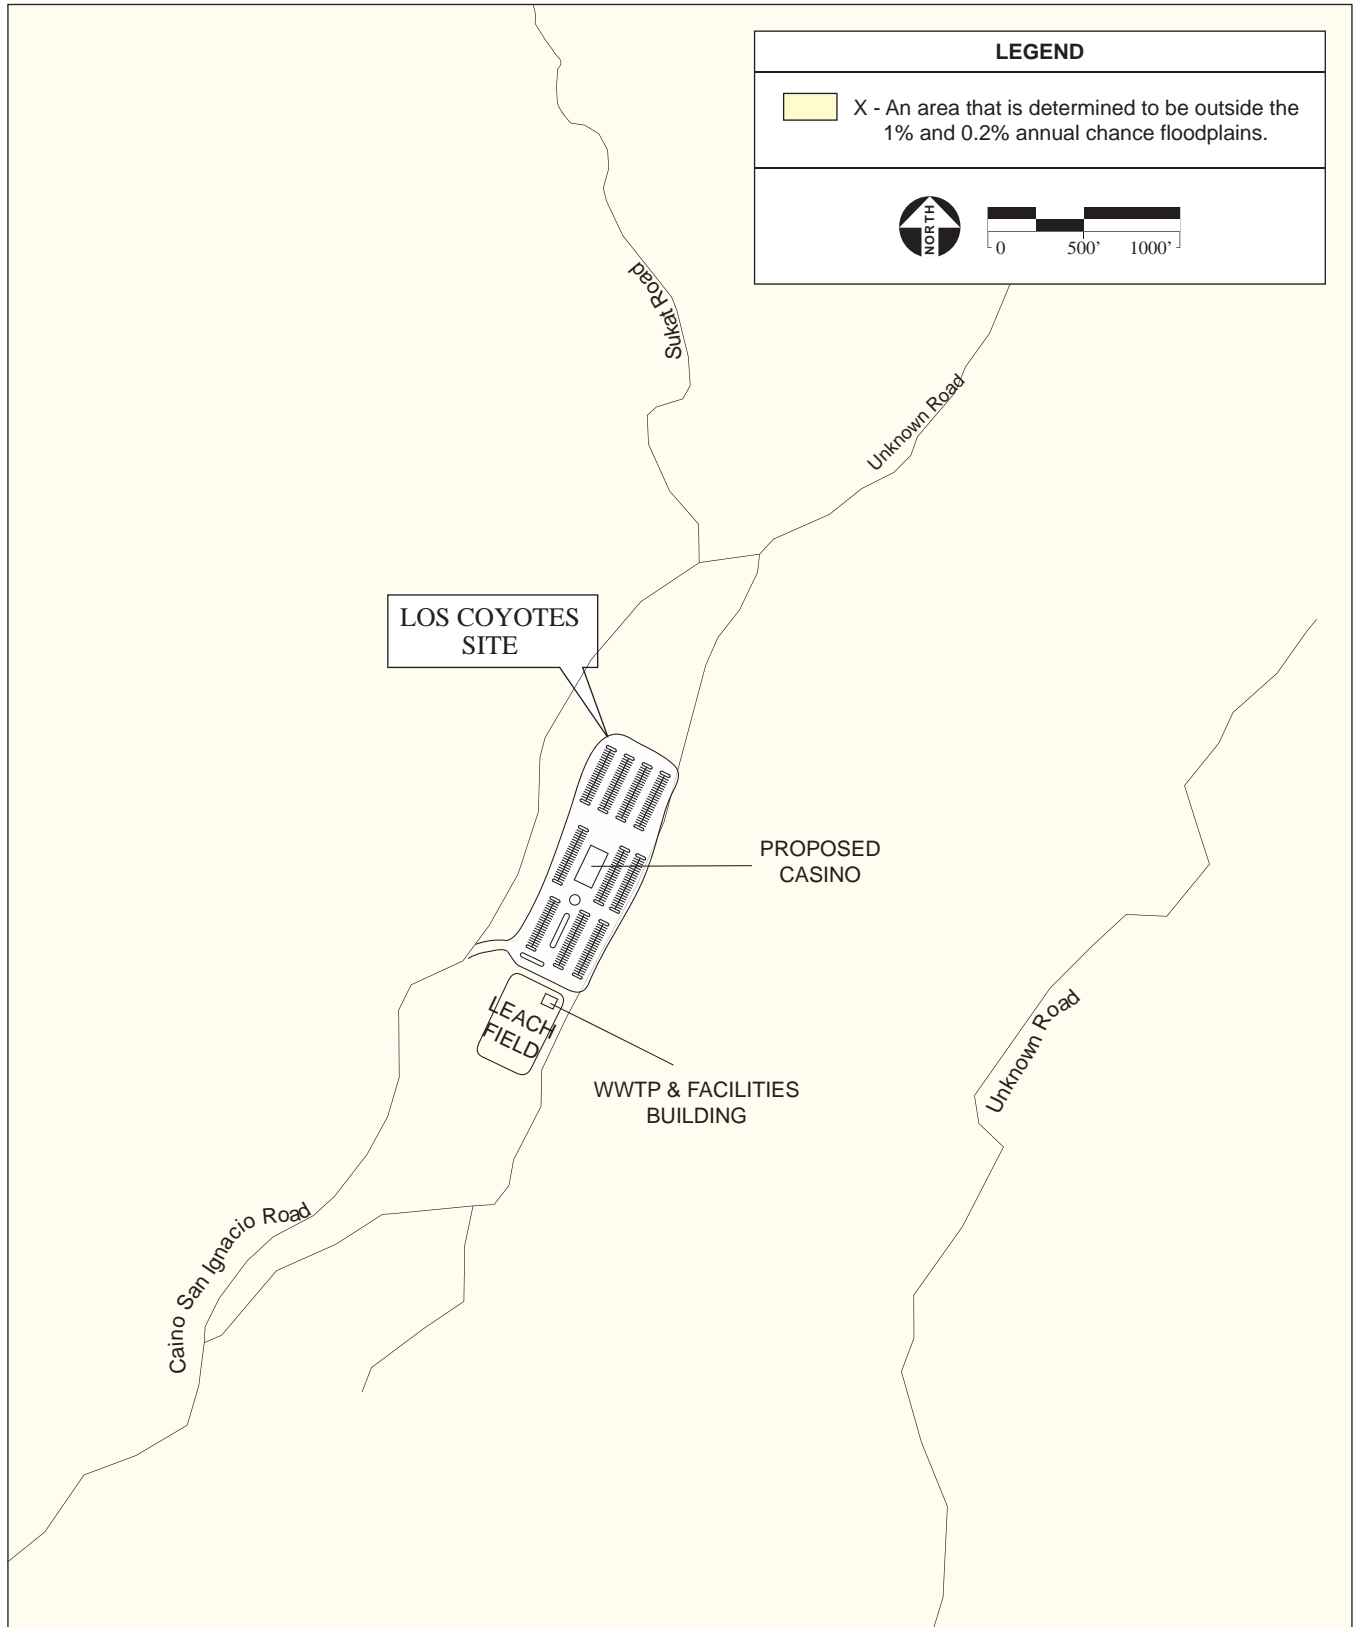 LEGEND
X - An area that is determined to be outside the
1% and 0.2% annual chance floodplains.
NORTH
0 500’ 1000’
Sukat Road
Unknown Road
LOS COYOTES
SITE
PROPOSED
CASINO
LEACH
FIELD
Unknown Road
WWTP & FACILITIES
BUILDING
Caino San Ignacio Road